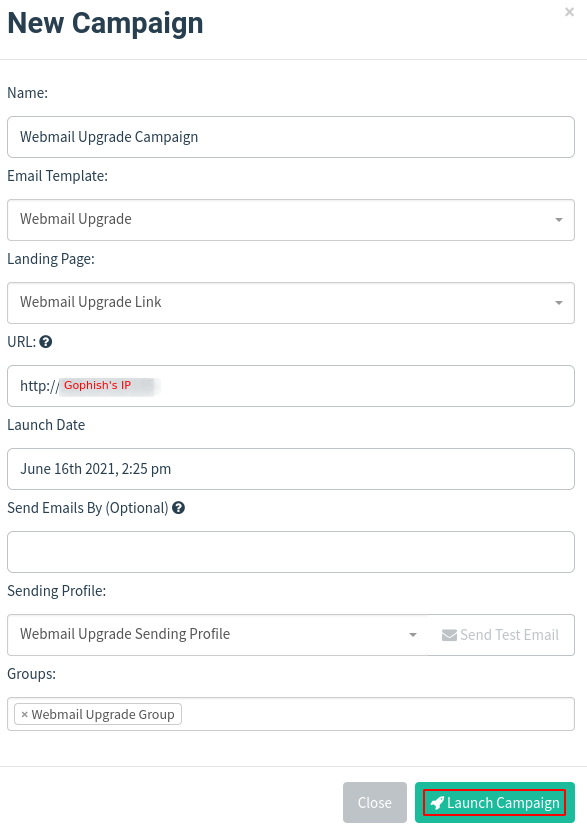 New Campaign
×
Name:
Webmail Upgrade Campaign
Email Template:
Webmail Upgrade
Landing Page:
Webmail Upgrade Link
URL:
http://Gophish's IP
Launch Date
June 16th 2021, 2:25 pm
Send Emails By (Optional)
Sending Profile:
Webmail Upgrade Sending Profile
Send Test Email
Groups:
× Webmail Upgrade Group
Close
Launch Campaign